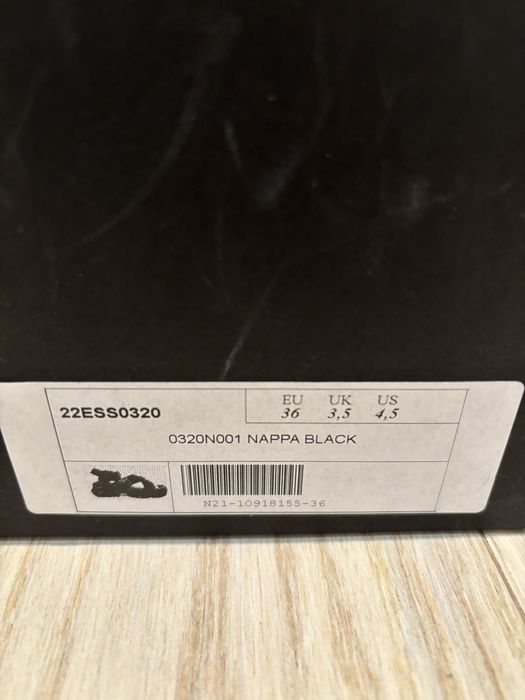 22ESS0320
EU UK US
36 3,5 4,5
0320N001 NAPPA BLACK
N21-10918155-36